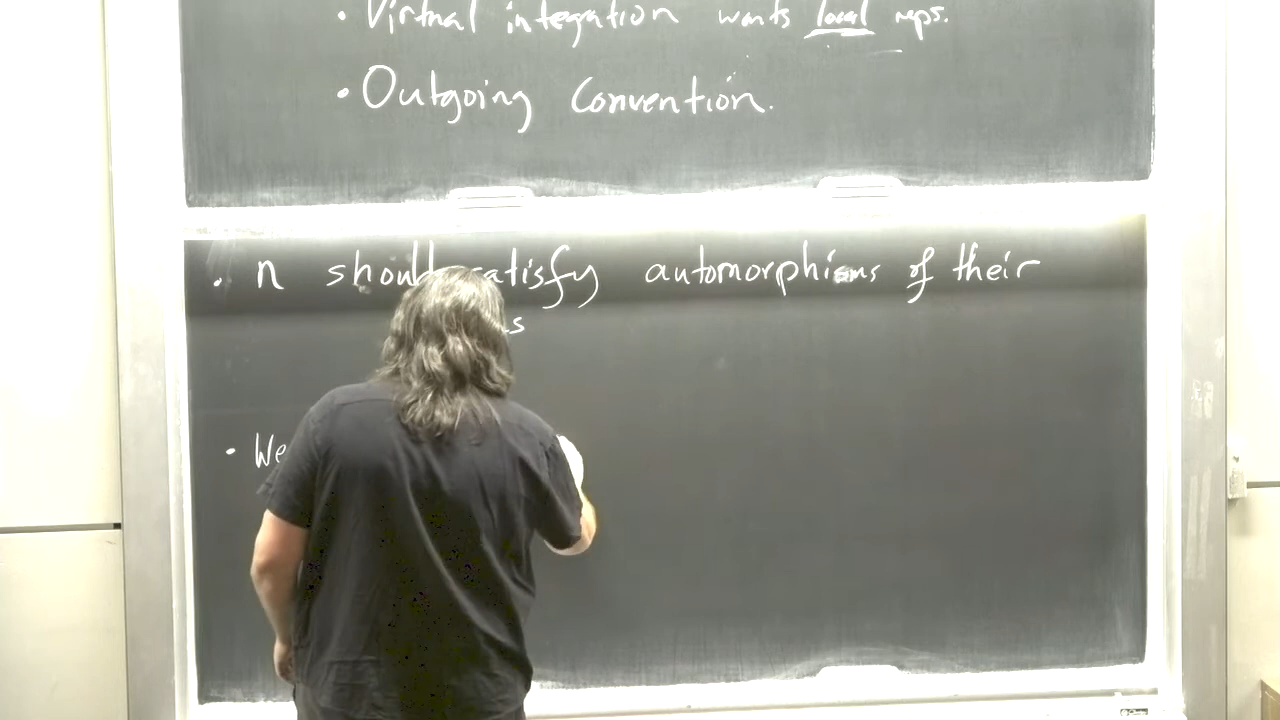 • Virtual integration wants local reps.
• Outgoing Convention.
• n should satisfy automorphisms of their
s
• We